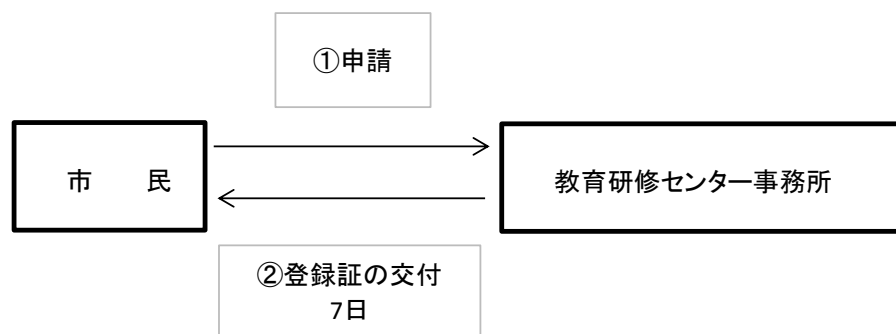 ①申請
市　　民
教育研修センター事務所
②登録証の交付
7日